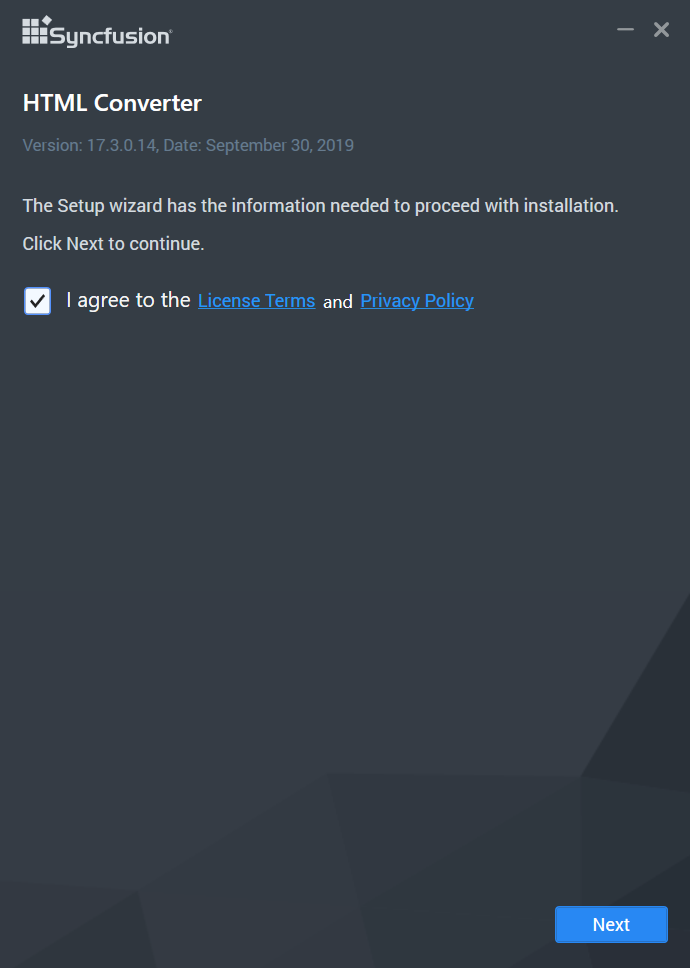 Syncfusion®
HTML Converter
Version: 17.3.0.14, Date: September 30, 2019
The Setup wizard has the information needed to proceed with installation.
Click Next to continue.
I agree to the License Terms and Privacy Policy
Next